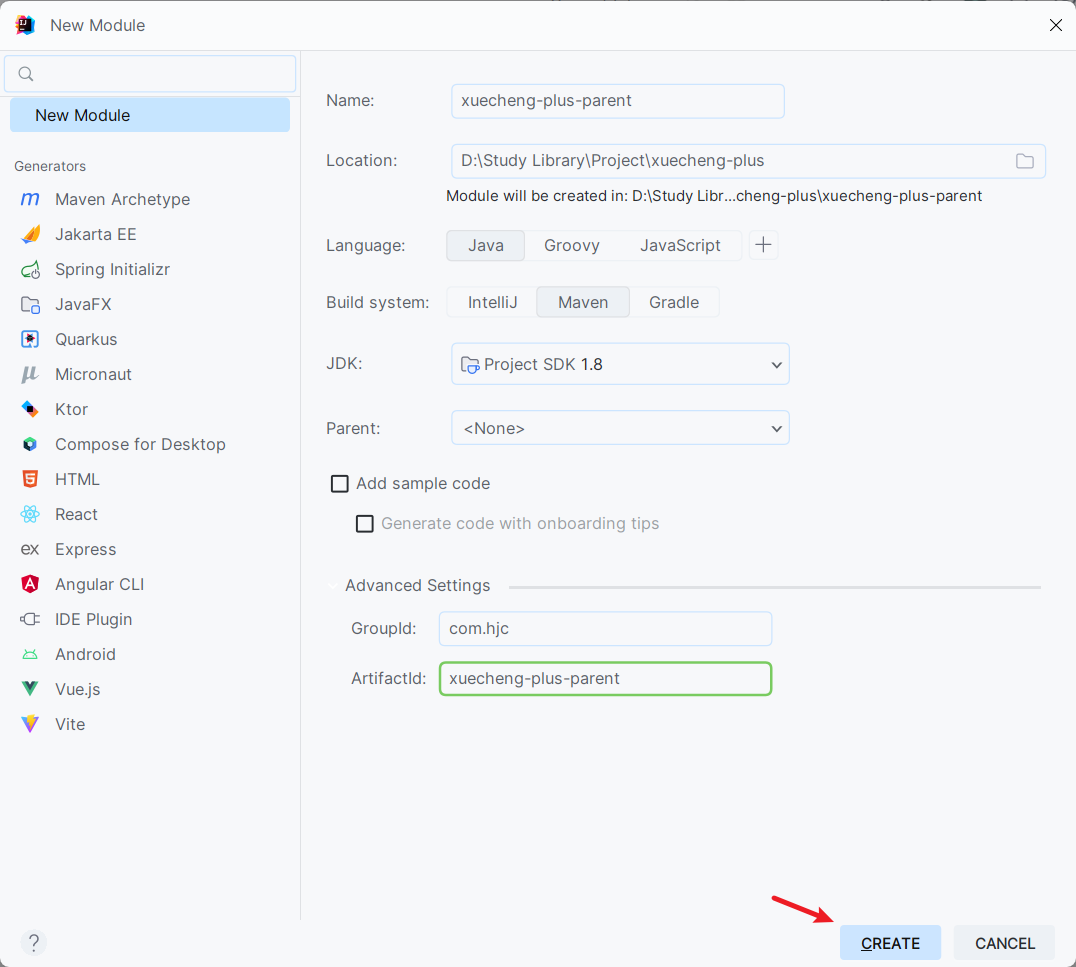 New Module
New Module
Generators
Maven Archetype
Jakarta EE
Spring Initializr
JavaFX
Quarkus
Micronaut
Ktor
Compose for Desktop
HTML
React
Express
Angular CLI
IDE Plugin
Android
Vue.js
Vite
Name: xuecheng-plus-parent
Location: D:\Study Library\Project\xuecheng-plus
Module will be created in: D:\Study Libr...cheng-plus\xuecheng-plus-parent
Language: Java Groovy JavaScript
Build system: IntelliJ Maven Gradle
JDK: Project SDK 1.8
Parent: <None>
Add sample code
Generate code with onboarding tips
Advanced Settings
GroupId: com.hjc
ArtifactId: xuecheng-plus-parent
? CREATE CANCEL